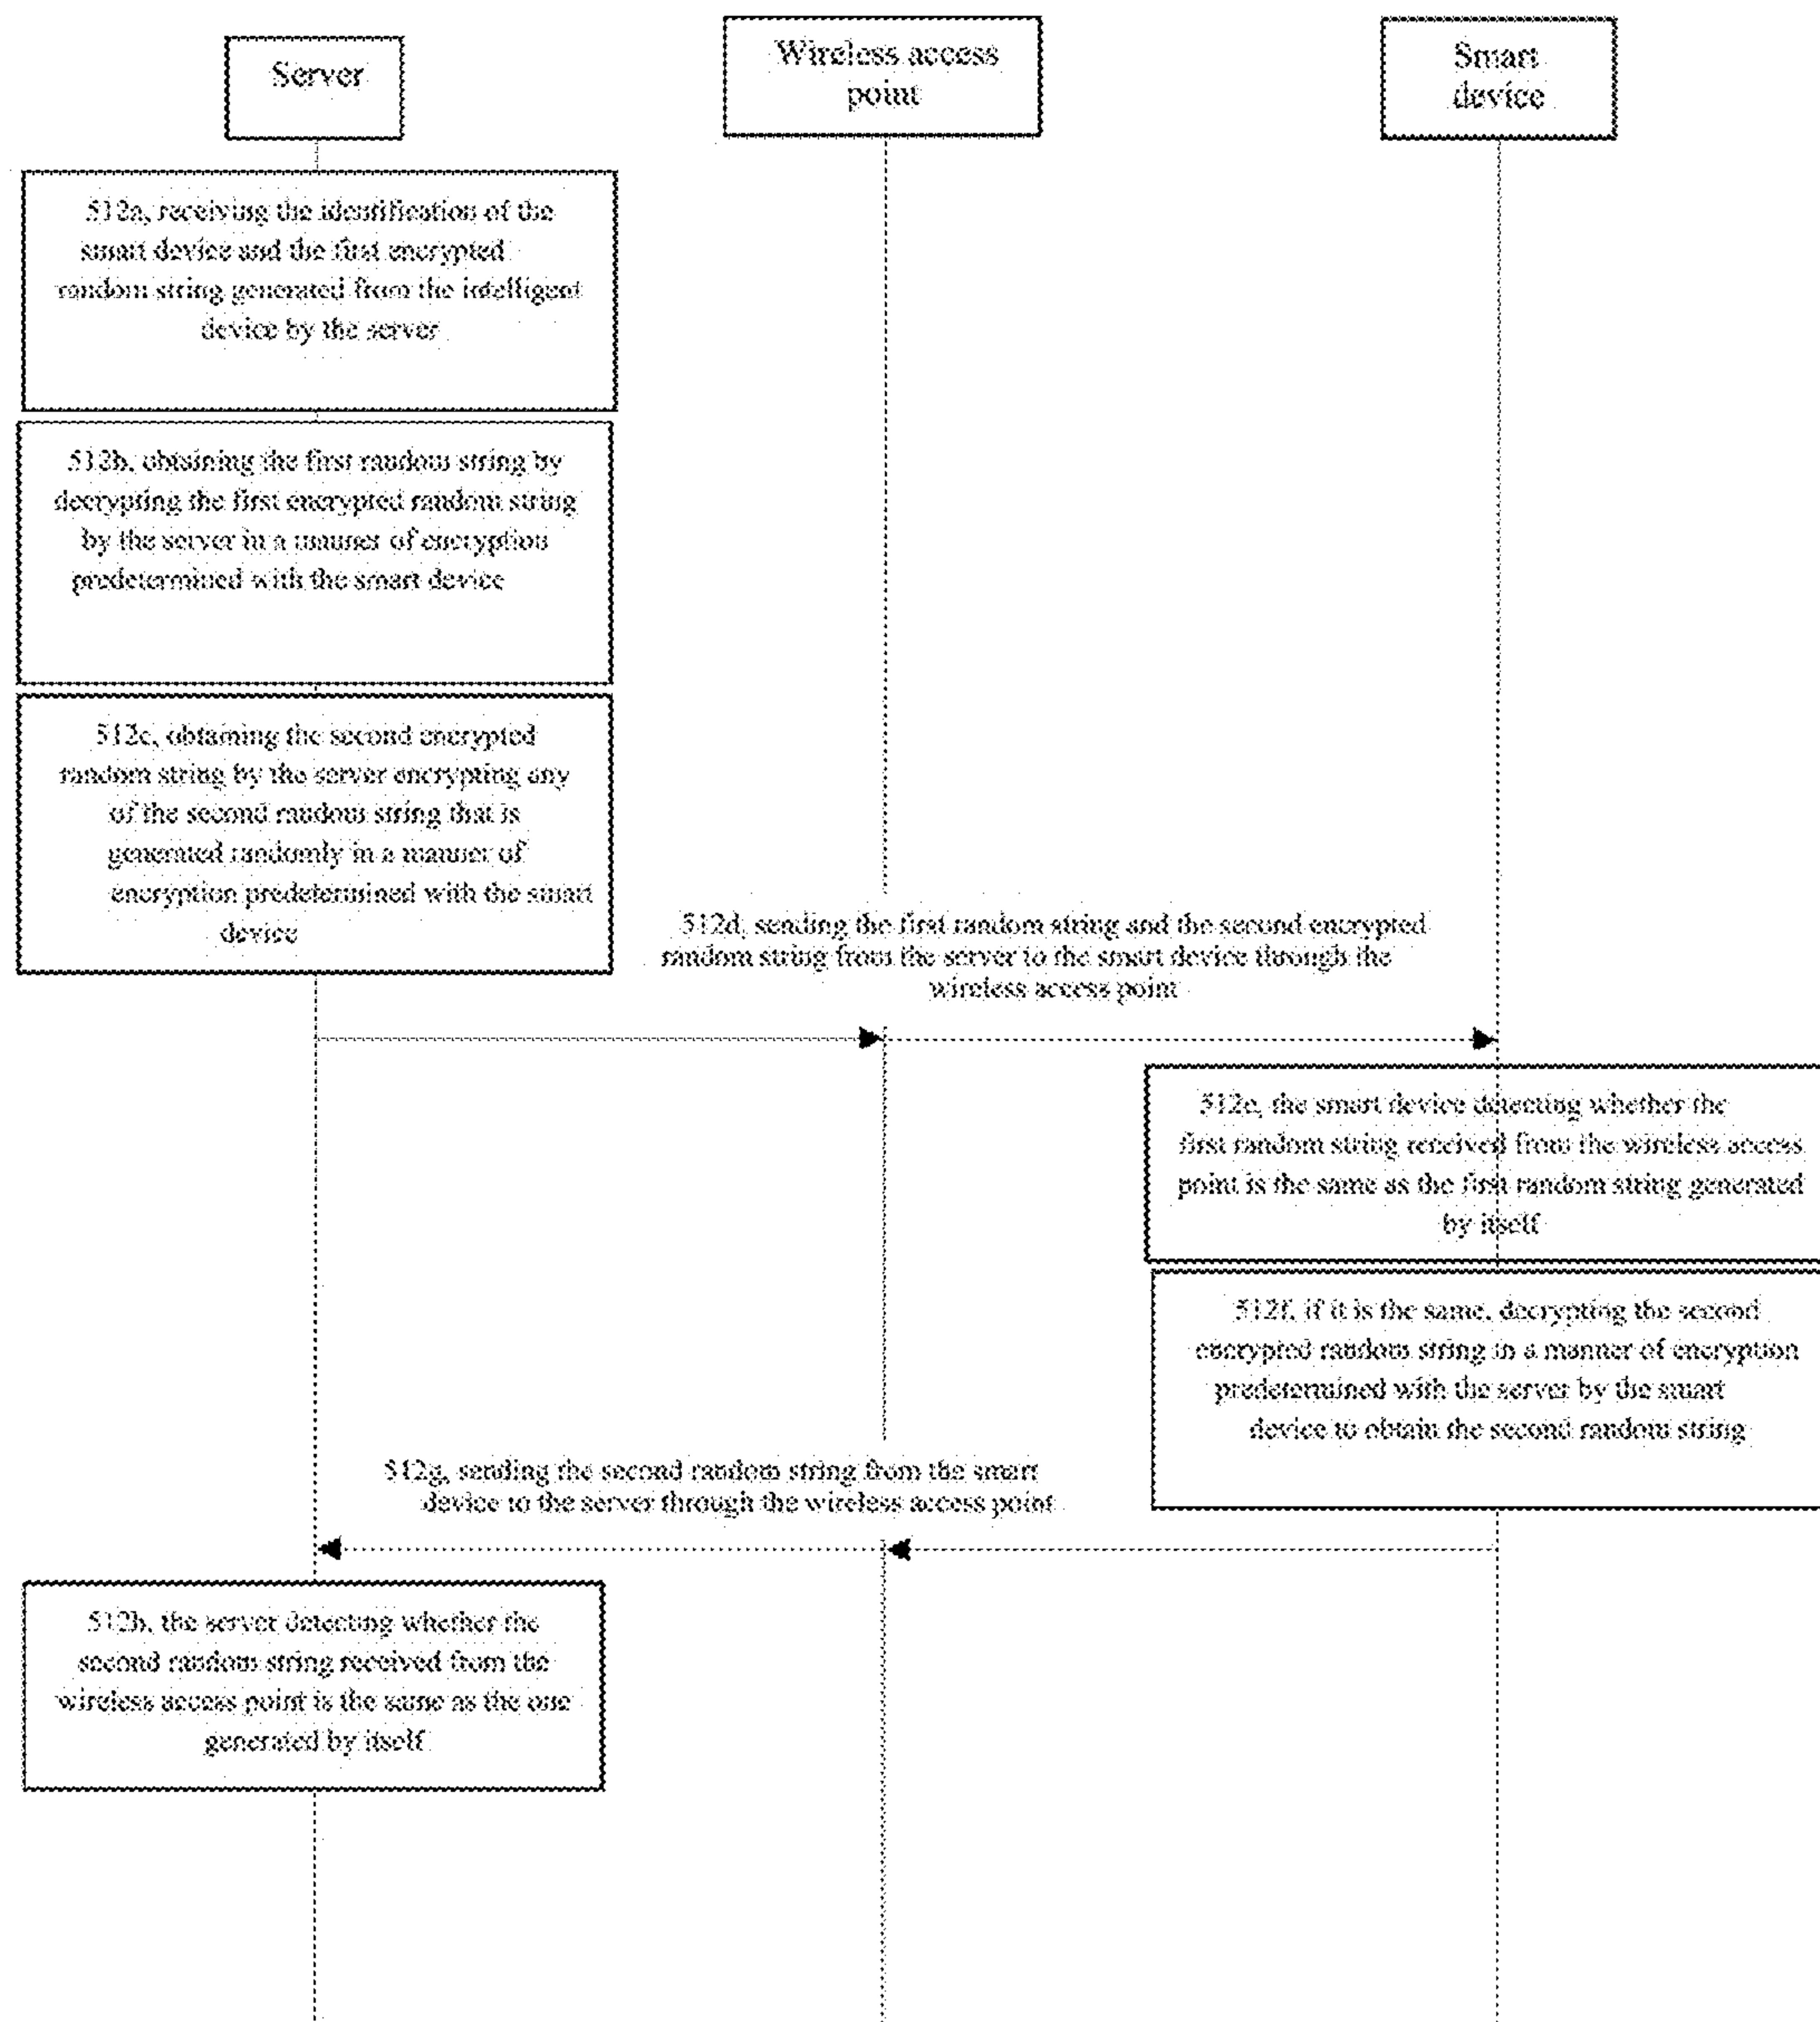 Server
Wireless access
point
Smart
device
512a, receiving the identification of the
smart device and the first encrypted
random string generated from the intelligent
device by the server
512b, obtaining the first random string by
decrypting the first encrypted random string
by the server in a manner of encryption
predetermined with the smart device
512c, obtaining the second encrypted
random string by the server encrypting any
of the second random string that is
generated randomly in a manner of
encryption predetermined with the smart
device
512d, sending the first random string and the second encrypted
random string from the server to the smart device through the
wireless access point
512e, the smart device detecting whether the
first random string received from the wireless access
point is the same as the first random string generated
by itself
512f, if it is the same, decrypting the second
encrypted random string in a manner of encryption
predetermined with the server by the smart
device to obtain the second random string
512g, sending the second random string from the smart
device to the server through the wireless access point
512h, the server detecting whether the
second random string received from the
wireless access point is the same as the one
generated by itself